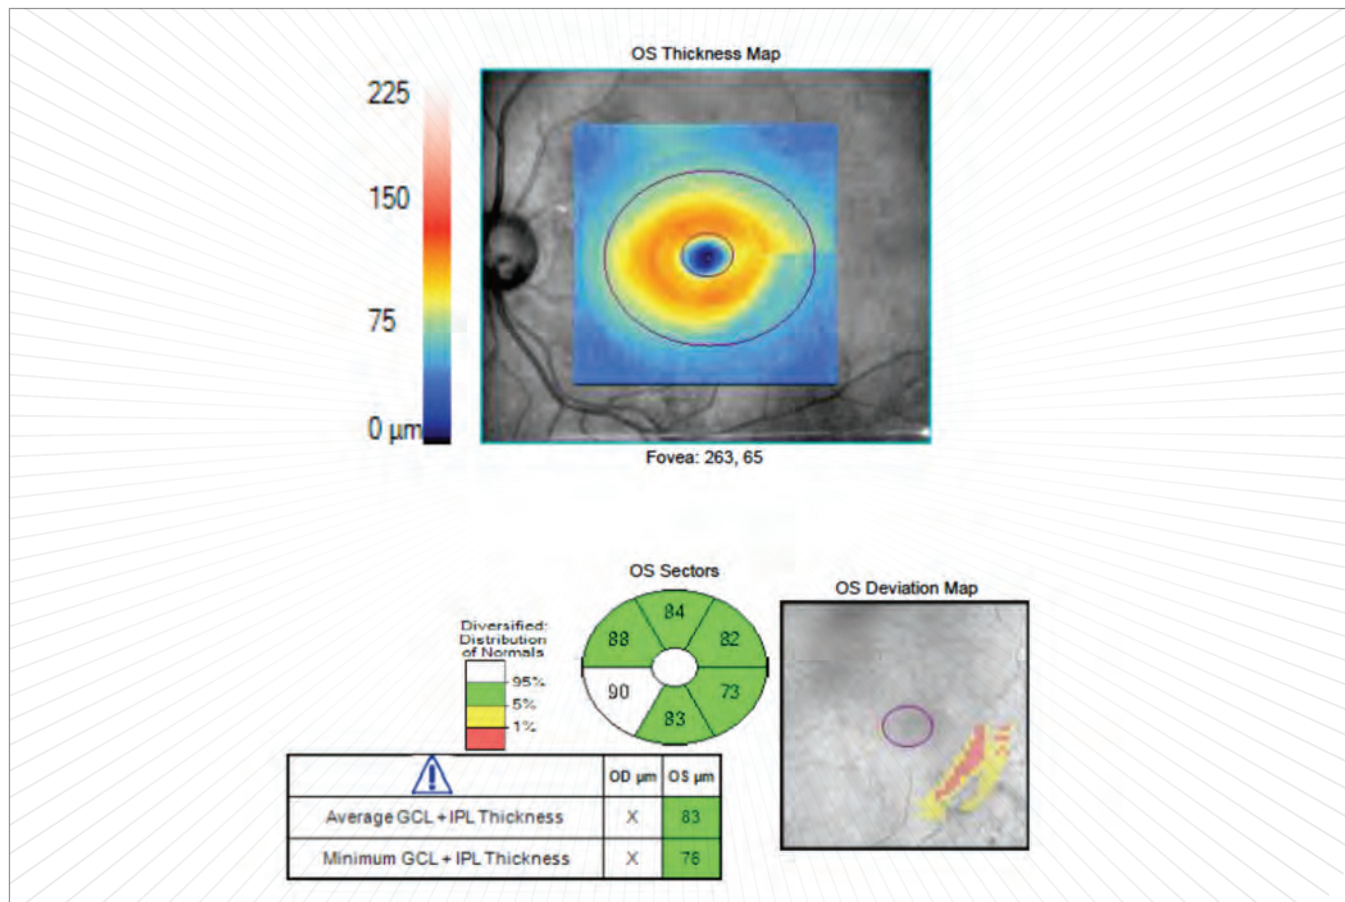 OS Thickness Map
225
150
75
0 µm
Fovea: 263, 65
OS Sectors
OS Deviation Map
Diversified:
Distribution
of Normals
95%
5%
1%
84
88
82
90
73
83
OD µm OS µm
Average GCL + IPL Thickness X 83
Minimum GCL + IPL Thickness X 76